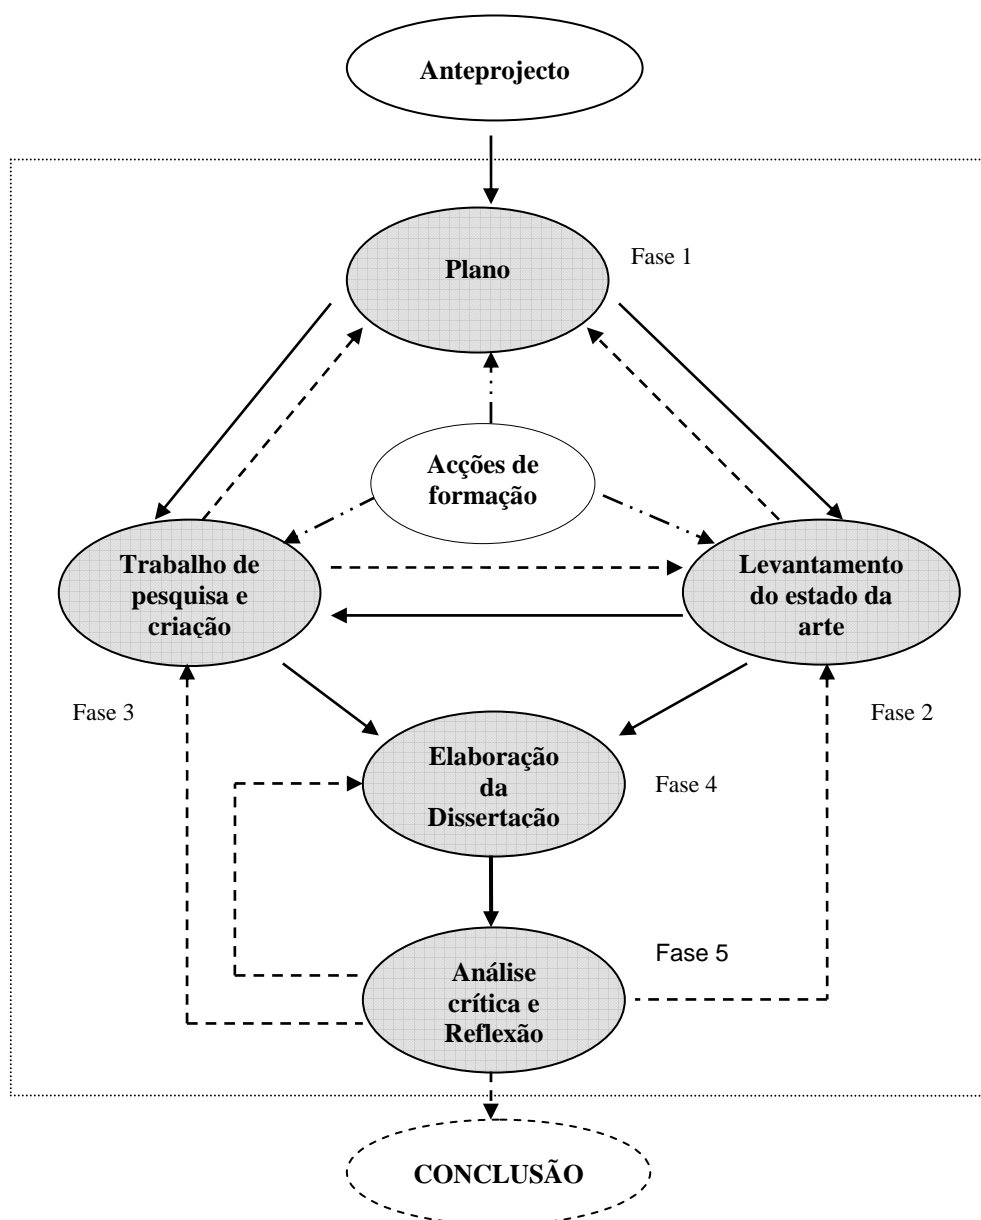 Anteprojecto
Plano
Fase 1
Acções de
formação
Trabalho de
pesquisa e
criação
Levantamento
do estado da
arte
Fase 3
Fase 2
Elaboração
da
Dissertação
Fase 4
Análise
crítica e
Reflexão
Fase 5
CONCLUSÃO